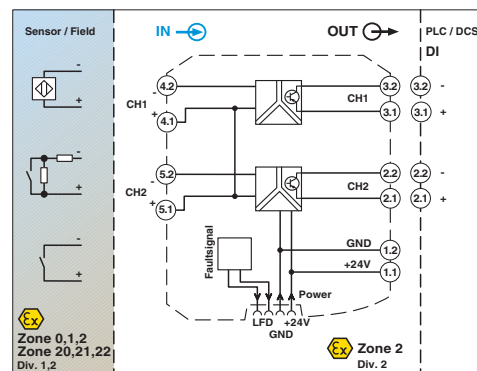 Sensor / Field
IN
OUT
PLC / DCS
DI
-
+
-
+
-
+
4.2
-
CH1
+
4.1
3.2
CH1
3.1
3.2
-
3.1
+
5.2
-
CH2
+
5.1
2.2
CH2
2.1
2.2
-
2.1
+
Faultsignal
GND
1.2
+24V
1.1
Power
LFD
+24V
GND
Ex
Zone 0,1,2
Zone 20,21,22
Div. 1,2
Ex
Zone 2
Div. 2